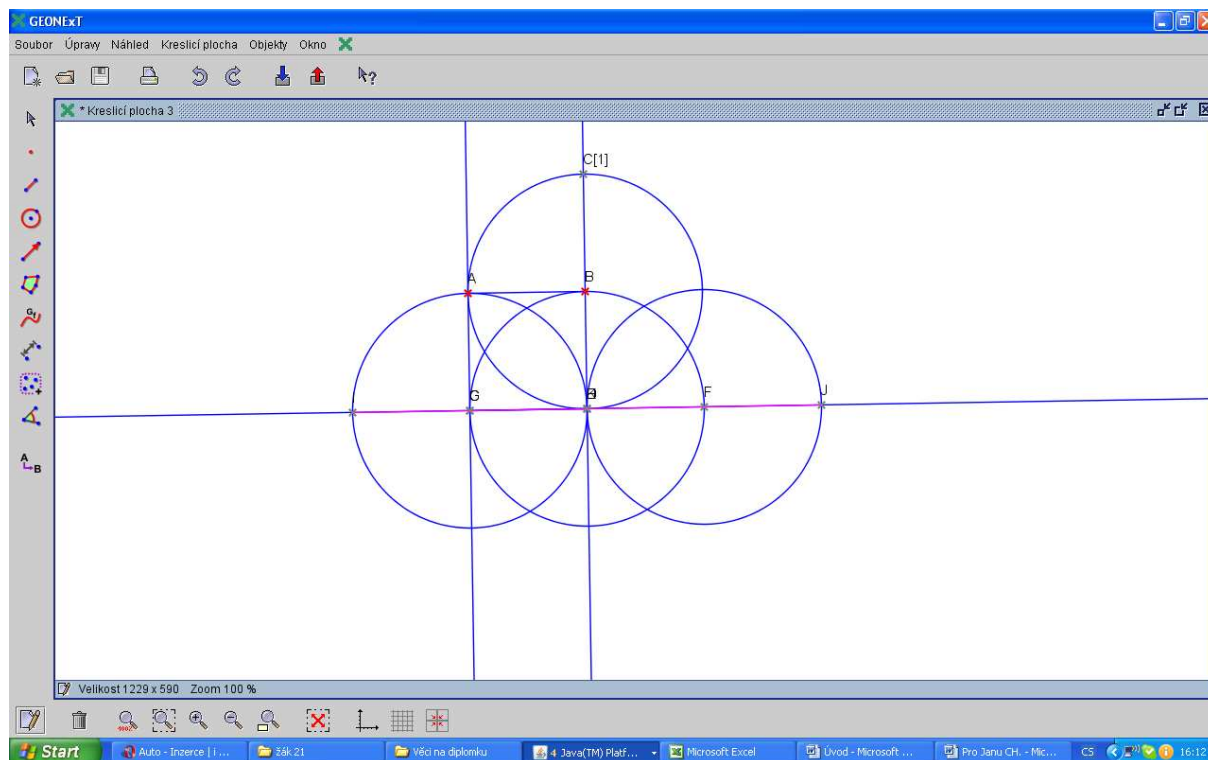 GEONExT
Soubor Úpravy Náhled Kreslicí plocha Objekty Okno
* Kreslicí plocha 3
C[1]
A B
G F J
Velikost 1229 x 590 Zoom 100 %
Start Auto - Inzerce | i ... žák 21 Věci na diplomku 4 Java(TM) Platf... Microsoft Excel Úvod - Microsoft ... Pro Janu CH. - Mic... CS 16:12